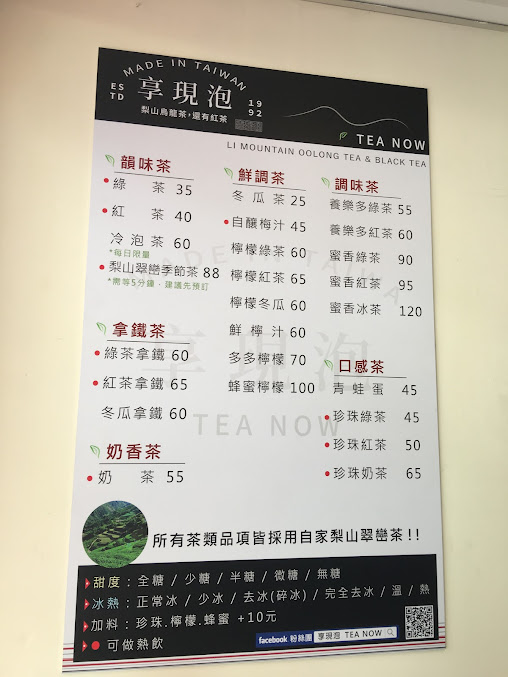 MADE IN TAIWAN
ESTD
享現泡
1992
梨山烏龍茶,還有紅茶
TEA NOW
LI MOUNTAIN OOLONG TEA & BLACK TEA
韻味茶
綠 茶 35
紅 茶 40
冷泡茶 60
*每日限量
梨山翠巒季節茶 88
*需等5分鐘,建議先預訂
拿鐵茶
綠茶拿鐵 60
紅茶拿鐵 65
冬瓜拿鐵 60
奶香茶
奶 茶 55
鮮調茶
冬瓜茶 25
自釀梅汁 45
檸檬綠茶 60
檸檬紅茶 65
檸檬冬瓜 60
鮮檸汁 60
多多檸檬 70
蜂蜜檸檬 100
調味茶
養樂多綠茶 55
養樂多紅茶 60
蜜香綠茶 90
蜜香紅茶 95
蜜香冰茶 120
口感茶
青蛙蛋 45
珍珠綠茶 45
珍珠紅茶 50
珍珠奶茶 65
MADE IN TAIWAN
享現泡
TEA NOW
所有茶類品項皆採用自家梨山翠巒茶!!
甜度:全糖 / 少糖 / 半糖 / 微糖 / 無糖
冰熱:正常冰 / 少冰 / 去冰(碎冰) / 完全去冰 / 溫 / 熱
加料:珍珠.檸檬.蜂蜜 +10元
可做熱飲
facebook 粉絲團 享現泡 TEA NOW